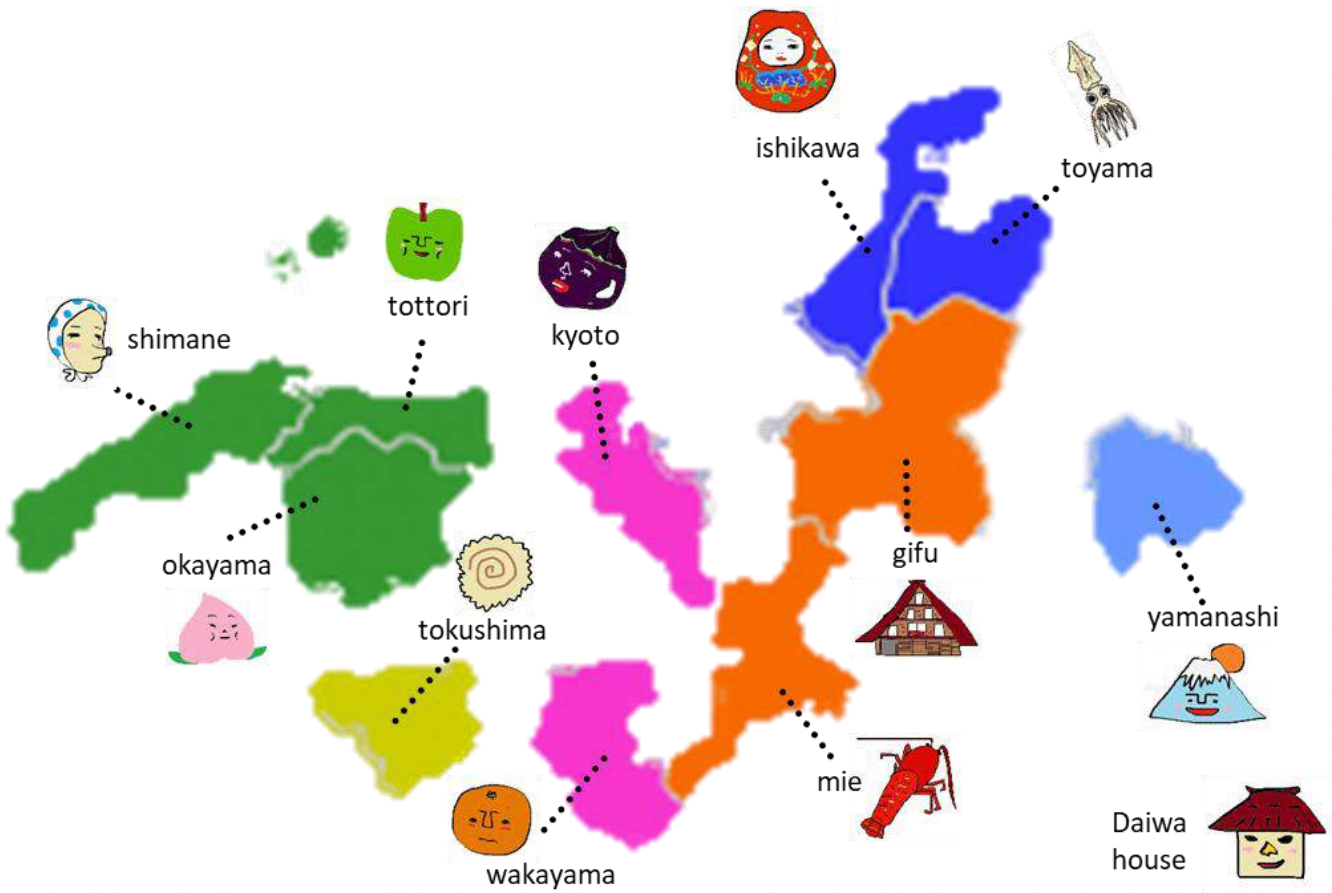 ishikawa
toyama
tottori
kyoto
shimane
gifu
okayama
yamanashi
tokushima
mie
Daiwa
house
wakayama